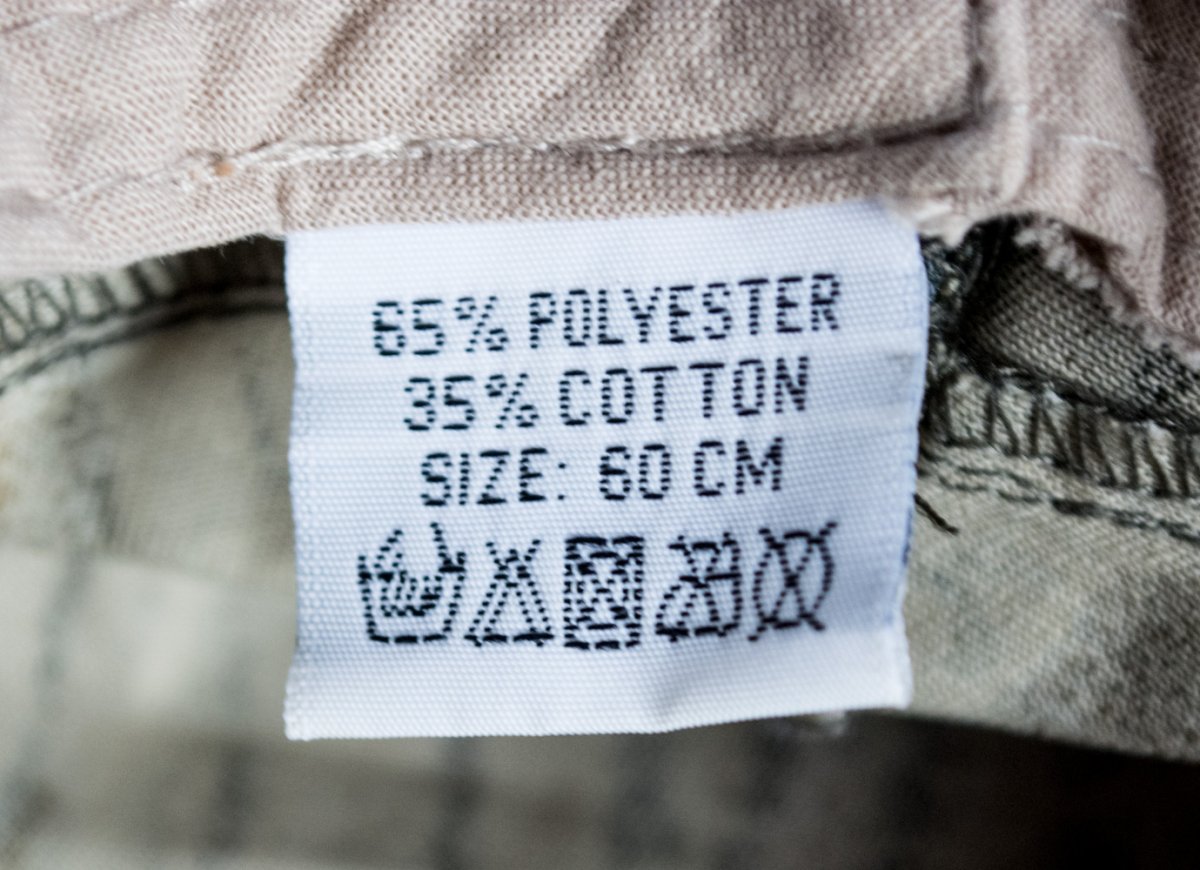 65% POLYESTER
35% COTTON
SIZE: 60 CM